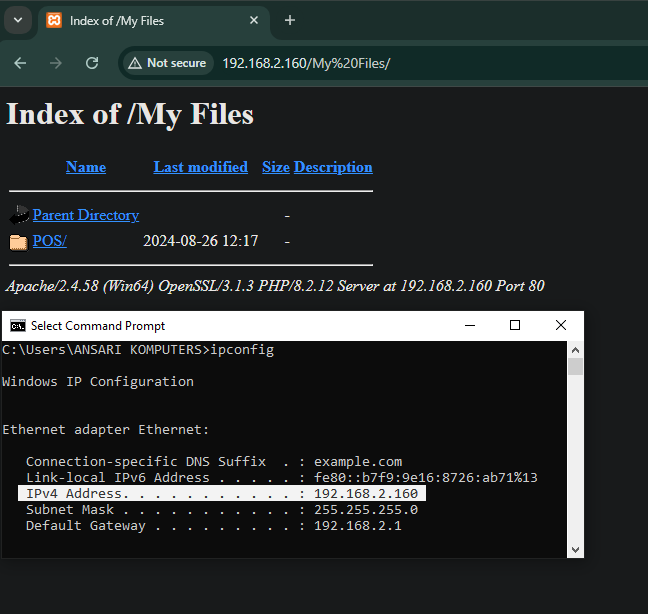 Index of /My Files
Not secure 192.168.2.160/My%20Files/
Index of /My Files
Name Last modified Size Description
Parent Directory -
POS/ 2024-08-26 12:17 -
Apache/2.4.58 (Win64) OpenSSL/3.1.3 PHP/8.2.12 Server at 192.168.2.160 Port 80
C:\. Select Command Prompt
C:\Users\ANSARI KOMPUTERS>ipconfig
Windows IP Configuration
Ethernet adapter Ethernet:
Connection-specific DNS Suffix . : example.com
Link-local IPv6 Address . . . . . : fe80::b7f9:9e16:8726:ab71%13
IPv4 Address. . . . . . . . . . . : 192.168.2.160
Subnet Mask . . . . . . . . . . . : 255.255.255.0
Default Gateway . . . . . . . . . : 192.168.2.1